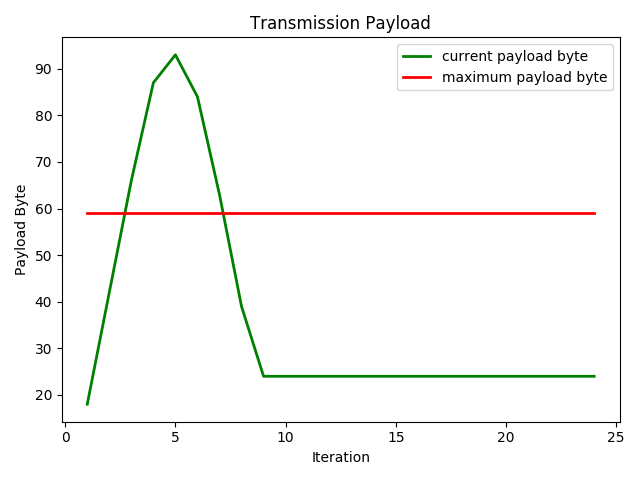 Transmission Payload
current payload byte
maximum payload byte
Payload Byte
90
80
70
60
50
40
30
20
0 5 10 15 20 25
Iteration